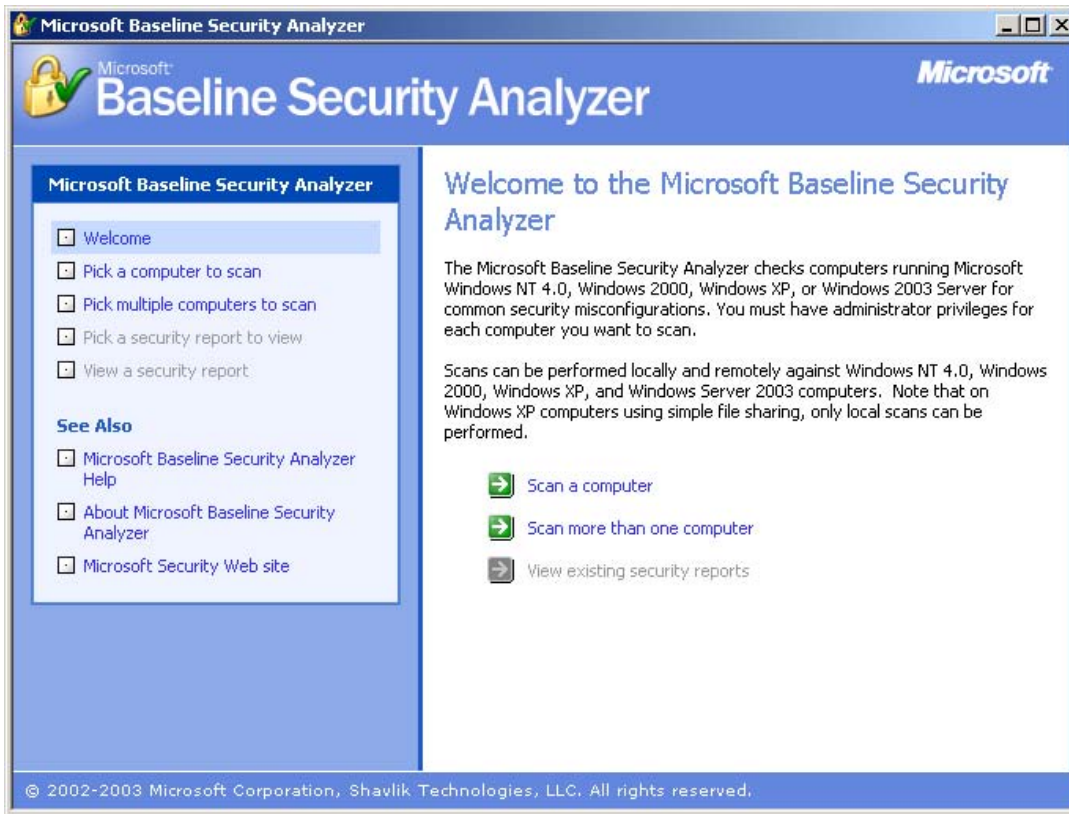 Microsoft Baseline Security Analyzer
Microsoft
Baseline Security Analyzer
Microsoft
Microsoft Baseline Security Analyzer
Welcome
Pick a computer to scan
Pick multiple computers to scan
Pick a security report to view
View a security report
See Also
Microsoft Baseline Security Analyzer
Help
About Microsoft Baseline Security
Analyzer
Microsoft Security Web site
Welcome to the Microsoft Baseline Security
Analyzer
The Microsoft Baseline Security Analyzer checks computers running Microsoft
Windows NT 4.0, Windows 2000, Windows XP, or Windows 2003 Server for
common security misconfigurations. You must have administrator privileges for
each computer you want to scan.
Scans can be performed locally and remotely against Windows NT 4.0, Windows
2000, Windows XP, and Windows Server 2003 computers. Note that on
Windows XP computers using simple file sharing, only local scans can be
performed.
Scan a computer
Scan more than one computer
View existing security reports
© 2002-2003 Microsoft Corporation, Shavlik Technologies, LLC. All rights reserved.